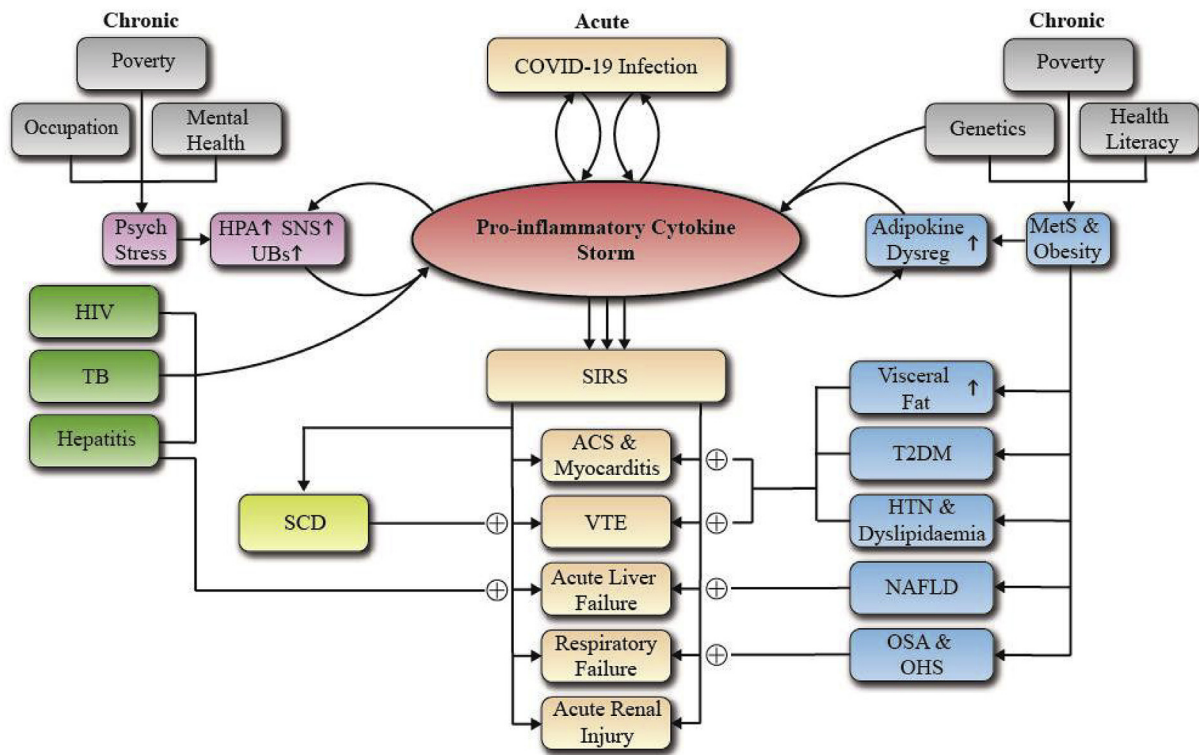 Chronic
Acute
Chronic
Poverty
COVID-19 Infection
Poverty
Occupation
Mental
Health
Genetics
Health
Literacy
Psych
Stress
HPA↑ SNS↑
UBs↑
Pro-inflammatory Cytokine
Storm
Adipokine
Dysreg ↑
MetS &
Obesity
HIV
TB
Hepatitis
SIRS
Visceral
Fat ↑
ACS &
Myocarditis
T2DM
SCD
VTE
HTN &
Dyslipidaemia
Acute Liver
Failure
NAFLD
Respiratory
Failure
OSA &
OHS
Acute Renal
Injury